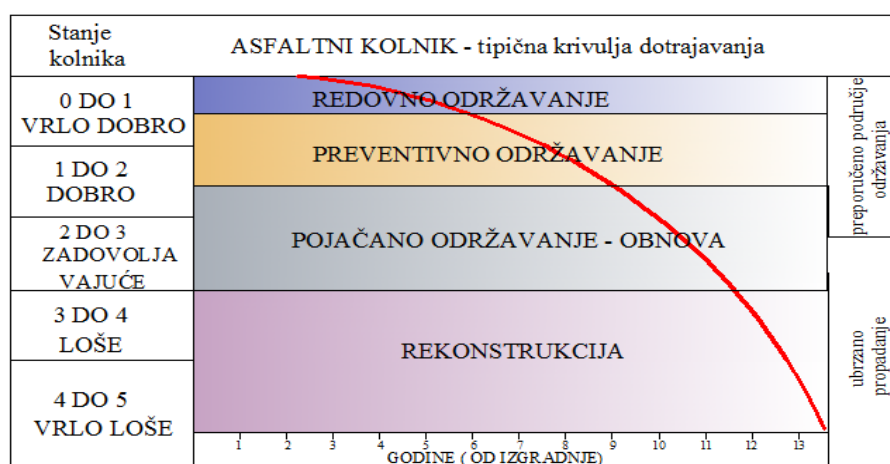 Stanje
kolnika
ASFALTNI KOLNIK - tipična krivulja dotrajavanja
0 DO 1
VRLO DOBRO
1 DO 2
DOBRO
2 DO 3
ZADOVOLJA
VAJUĆE
3 DO 4
LOŠE
4 DO 5
VRLO LOŠE
REDOVNO ODRŽAVANJE
PREVENTIVNO ODRŽAVANJE
POJAČANO ODRŽAVANJE - OBNOVA
REKONSTRUKCIJA
preporučeno područje
održavanja
ubrzano
propadanje
1 2 3 4 5 6 7 8 9 10 11 12 13
GODINE ( OD IZGRADNJE)